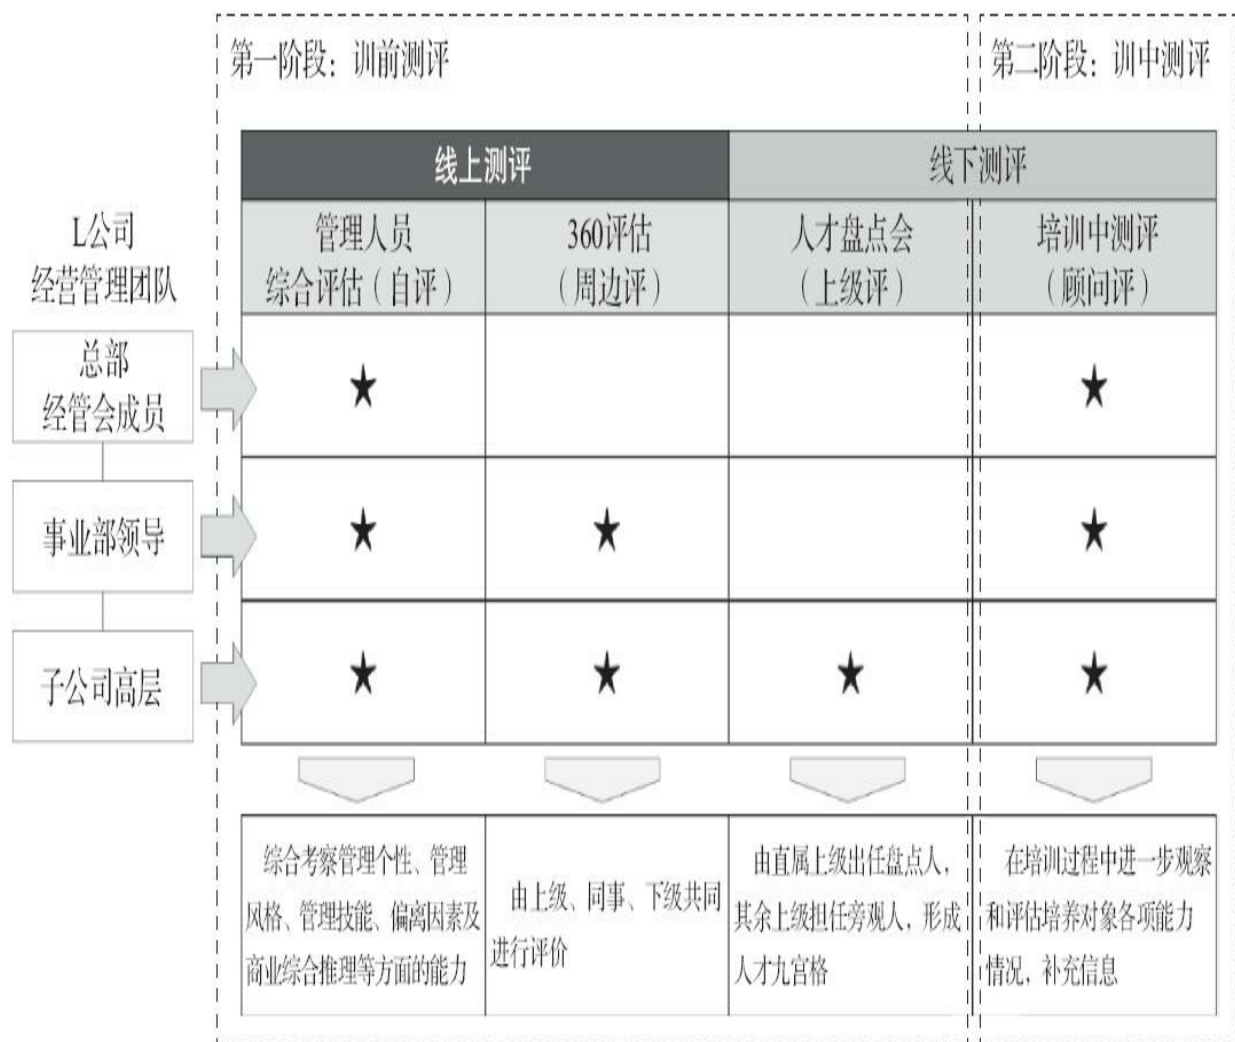 第一阶段：训前测评
第二阶段：训中测评
线上测评
线下测评
L公司
经营管理团队
管理人员
综合评估（自评）
360评估
（周边评）
人才盘点会
（上级评）
培训中测评
（顾问评）
总部
经管会成员
★
★
事业部领导
★
★
★
子公司高层
★
★
★
★
综合考察管理个性、管理
风格、管理技能、偏离因素及
商业综合推理等方面的能力
由上级、同事、下级共同
进行评价
由直属上级出任盘点人，
其余上级担任旁观人，形成
人才九宫格
在培训过程中进一步观察
和评估培养对象各项能力
情况，补充信息